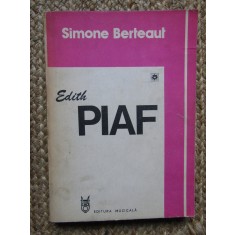 Simone Berteaut
Edith
PIAF
EDITURA MUZICALĂ